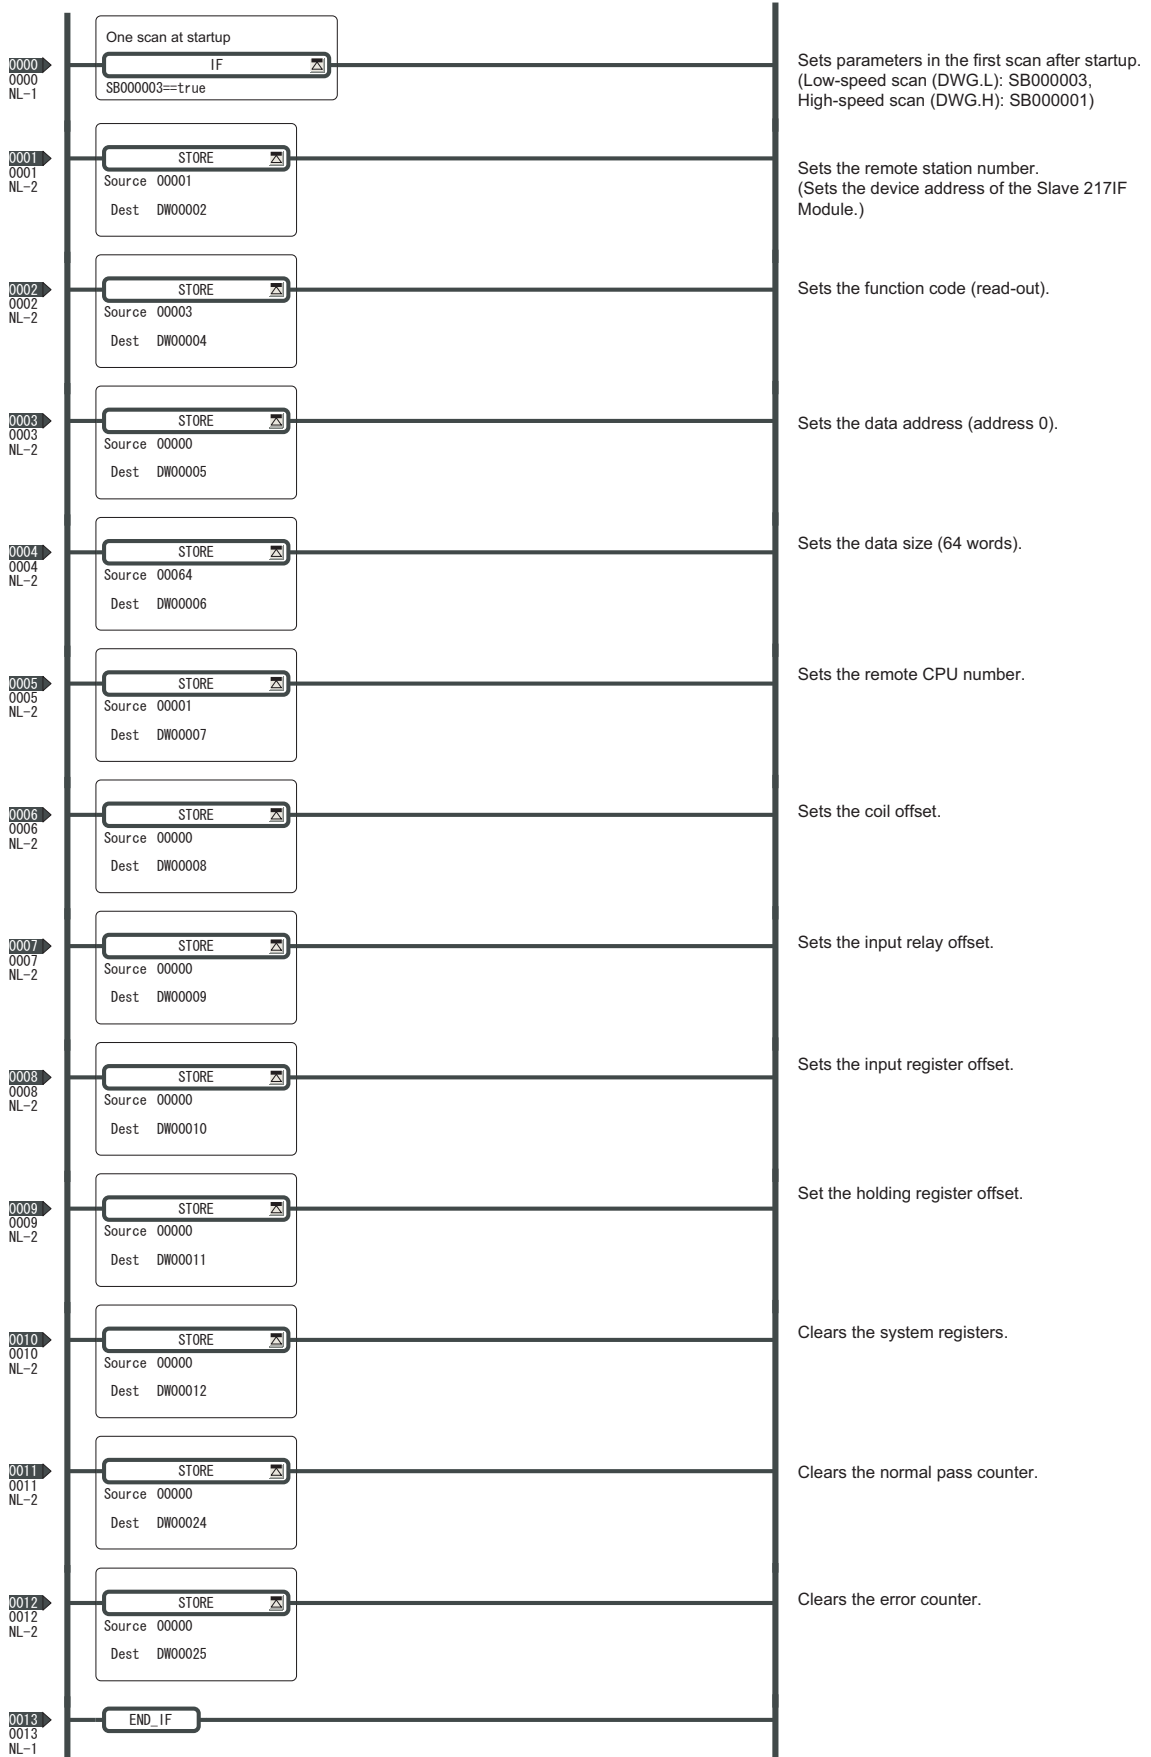 One scan at startup
0000
0000
NL-1
IF
SB000003==true
Sets parameters in the first scan after startup.
(Low-speed scan (DWG.L): SB000003,
High-speed scan (DWG.H): SB000001)
0001
0001
NL-2
STORE
Source 00001
Dest DW00002
Sets the remote station number.
(Sets the device address of the Slave 217IF
Module.)
0002
0002
NL-2
STORE
Source 00003
Dest DW00004
Sets the function code (read-out).
0003
0003
NL-2
STORE
Source 00000
Dest DW00005
Sets the data address (address 0).
0004
0004
NL-2
STORE
Source 00064
Dest DW00006
Sets the data size (64 words).
0005
0005
NL-2
STORE
Source 00001
Dest DW00007
Sets the remote CPU number.
0006
0006
NL-2
STORE
Source 00000
Dest DW00008
Sets the coil offset.
0007
0007
NL-2
STORE
Source 00000
Dest DW00009
Sets the input relay offset.
0008
0008
NL-2
STORE
Source 00000
Dest DW00010
Sets the input register offset.
0009
0009
NL-2
STORE
Source 00000
Dest DW00011
Set the holding register offset.
0010
0010
NL-2
STORE
Source 00000
Dest DW00012
Clears the system registers.
0011
0011
NL-2
STORE
Source 00000
Dest DW00024
Clears the normal pass counter.
0012
0012
NL-2
STORE
Source 00000
Dest DW00025
Clears the error counter.
0013
0013
NL-1
END_IF